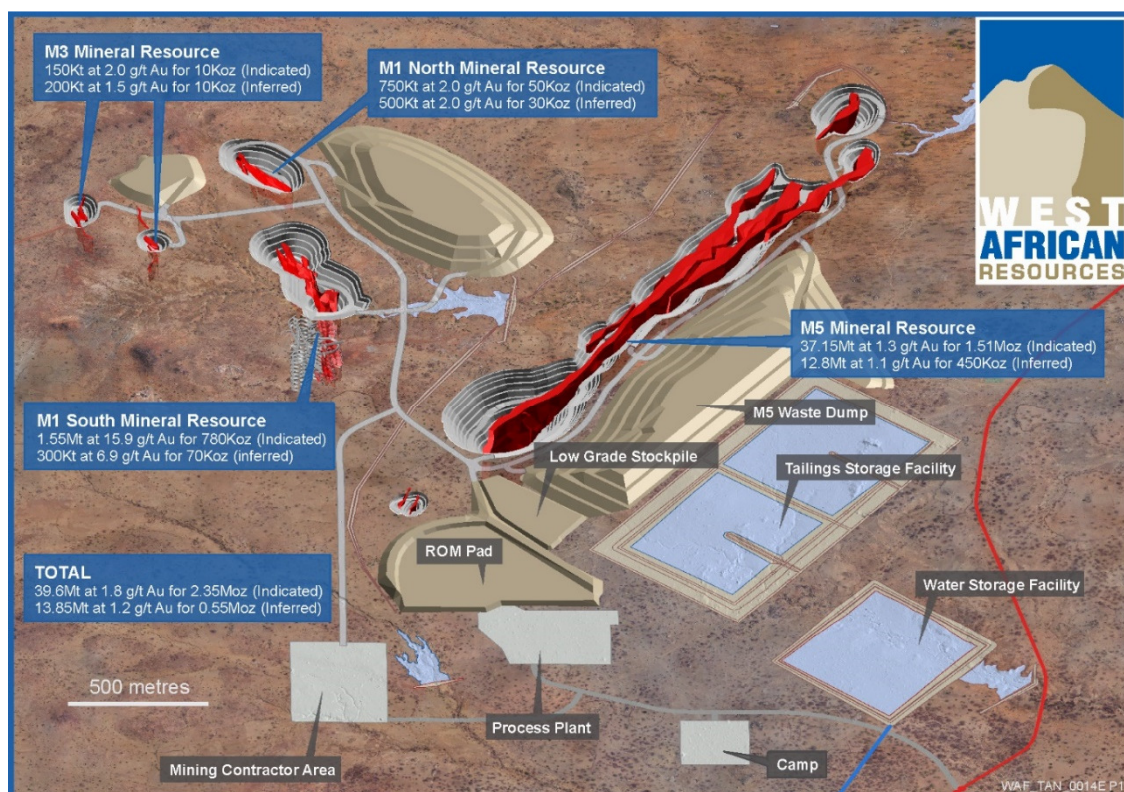 M3 Mineral Resource
150Kt at 2.0 g/t Au for 10Koz (Indicated)
200Kt at 1.5 g/t Au for 10Koz (Inferred)
M1 North Mineral Resource
750Kt at 2.0 g/t Au for 50Koz (Indicated)
500Kt at 2.0 g/t Au for 30Koz (Inferred)
WEST
AFRICAN
RESOURCES
M5 Mineral Resource
37.15Mt at 1.3 g/t Au for 1.51Moz (Indicated)
12.8Mt at 1.1 g/t Au for 450Koz (Inferred)
M1 South Mineral Resource
1.55Mt at 15.9 g/t Au for 780Koz (Indicated)
300Kt at 6.9 g/t Au for 70Koz (inferred)
M5 Waste Dump
Low Grade Stockpile
Tailings Storage Facility
ROM Pad
TOTAL
39.6Mt at 1.8 g/t Au for 2.35Moz (Indicated)
13.85Mt at 1.2 g/t Au for 0.55Moz (Inferred)
Water Storage Facility
500 metres
Process Plant
Mining Contractor Area
Camp
WAF_TAN_0014E P1